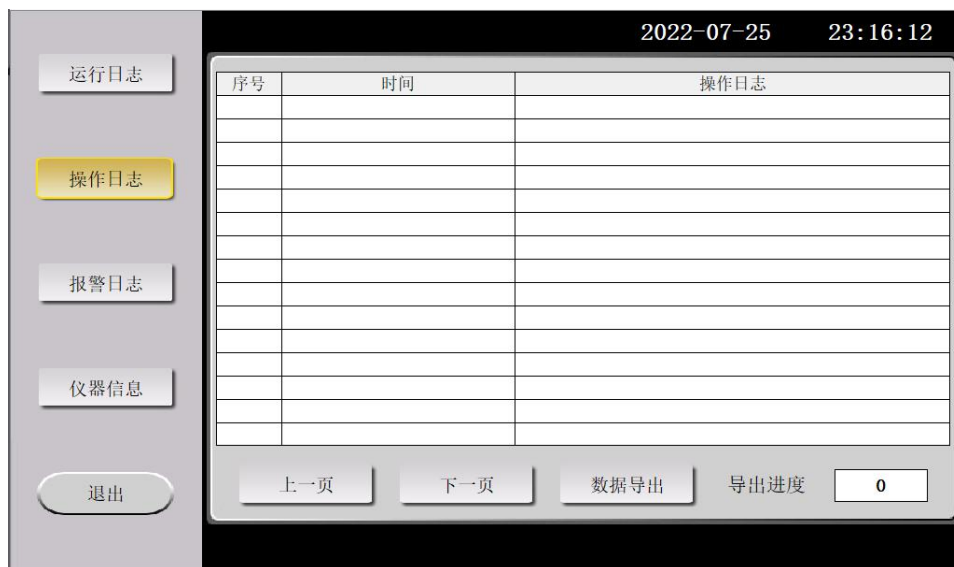 2022-07-25 23:16:12
运行日志
操作日志
报警日志
仪器信息
退出
序号 时间 操作日志
上一页 下一页 数据导出 导出进度 0